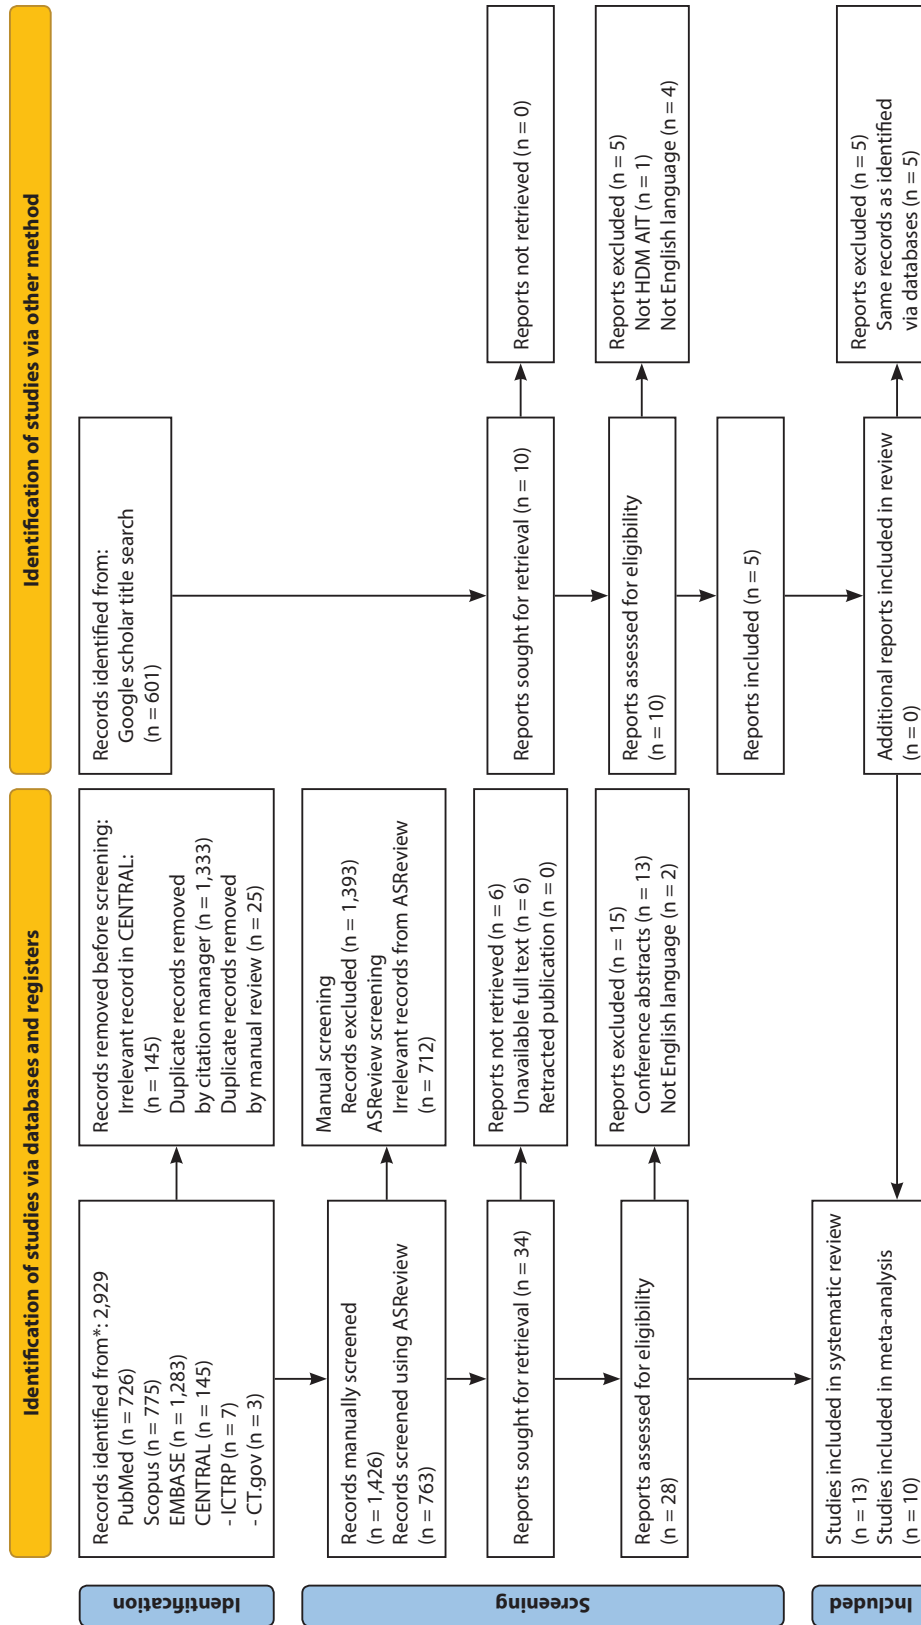 Identification of studies via databases and registers
Identification of studies via other method
Identification
Records identified from*: 2,929
PubMed (n = 726)
Scopus (n = 775)
EMBASE (n = 1,283)
CENTRAL (n = 145)
- ICTRP (n = 7)
- CT.gov (n = 3)
Records removed before screening:
Irrelevant record in CENTRAL:
(n = 145)
Duplicate records removed
by citation manager (n = 1,333)
Duplicate records removed
by manual review (n = 25)
Records identified from:
Google scholar title search
(n = 601)
Screening
Records manually screened
(n = 1,426)
Records screened using ASReview
(n = 763)
Manual screening
Records excluded (n = 1,393)
ASReview screening
Irrelevant records from ASReview
(n = 712)
Reports sought for retrieval (n = 34)
Reports not retrieved (n = 6)
Unavailable full text (n = 6)
Retracted publication (n = 0)
Reports sought for retrieval (n = 10)
Reports not retrieved (n = 0)
Reports assessed for eligibility
(n = 28)
Reports excluded (n = 15)
Conference abstracts (n = 13)
Not English language (n = 2)
Reports assessed for eligibility
(n = 10)
Reports excluded (n = 5)
Not HDM AIT (n = 1)
Not English language (n = 4)
Reports included (n = 5)
Included
Studies included in systematic review
(n = 13)
Studies included in meta-analysis
(n = 10)
Additional reports included in review
(n = 0)
Reports excluded (n = 5)
Same records as identified
via databases (n = 5)